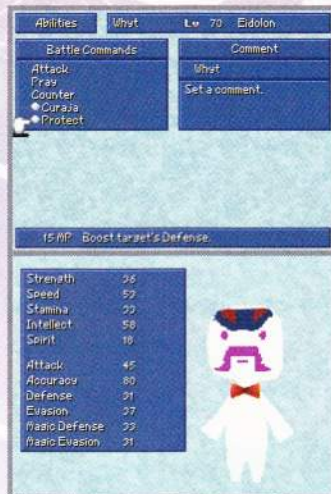 Abilities Whyt Lv 70 Eidolon
Battle Commands
Attack
Pray
Counter
Curaja
Protect
Comment
Whyt
Set a comment.
15 MP Boost target's Defense.
Strength 36
Speed 52
Stamina 33
Intellect 58
Spirit 18
Attack 45
Accuracy 80
Defense 31
Evasion 37
Magic Defense 33
Magic Evasion 31